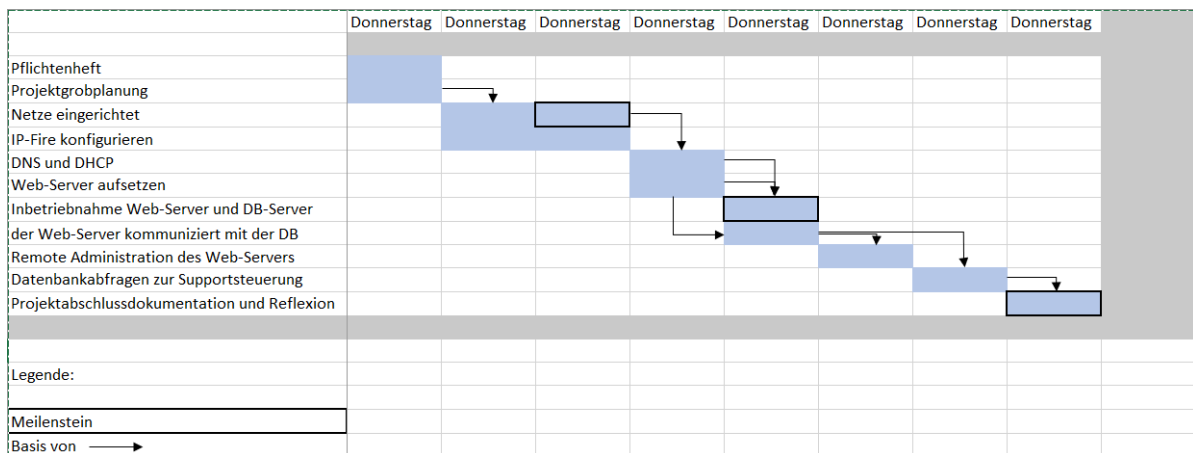 Donnerstag Donnerstag Donnerstag Donnerstag Donnerstag Donnerstag Donnerstag Donnerstag
Pflichtenheft
Projektgrobplanung
Netze eingerichtet
IP-Fire konfigurieren
DNS und DHCP
Web-Server aufsetzen
Inbetriebnahme Web-Server und DB-Server
der Web-Server kommuniziert mit der DB
Remote Administration des Web-Servers
Datenbankabfragen zur Supportsteuerung
Projektabschlussdokumentation und Reflexion
Legende:
Meilenstein
Basis von